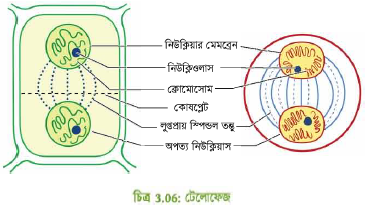 নিউক্লিয়ার মেমব্রেন
নিউক্লিওলাস
ক্রোমোসোম
কোষপ্লেট
লুপ্তপ্রায় স্পিন্ডল তন্তু
অপত্য নিউক্লিয়াস
চিত্র 3.06: টেলোফেজ